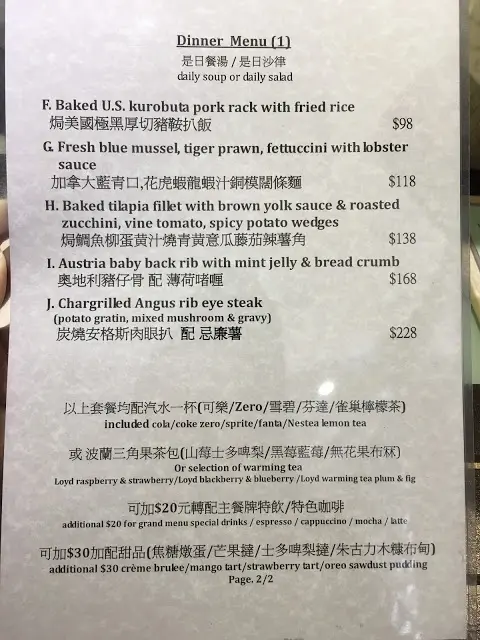 Dinner Menu (1)
是日餐湯 / 是日沙律
daily soup or daily salad
F. Baked U.S. kurobuta pork rack with fried rice
焗美國極黑厚切豬鞍扒飯 $98
G. Fresh blue mussel, tiger prawn, fettuccini with lobster
sauce
加拿大藍青口,花虎蝦龍蝦汁銅模闊條麵 $118
H. Baked tilapia fillet with brown yolk sauce & roasted
zucchini, vine tomato, spicy potato wedges
焗鯛魚柳蛋黄汁燒青黄意瓜藤茄辣薯角 $138
I. Austria baby back rib with mint jelly & bread crumb
奧地利豬仔骨 配 薄荷啫喱 $168
J. Chargrilled Angus rib eye steak
(potato gratin, mixed mushroom & gravy)
炭燒安格斯肉眼扒 配 忌廉薯 $228
以上套餐均配汽水一杯(可樂/Zero/雪碧/芬達/雀巢檸檬茶)
included cola/coke zero/sprite/fanta/Nestea lemon tea
或 波蘭三角果茶包(山莓士多啤梨/黑莓藍莓/無花果布冧)
Or selection of warming tea
Loyd raspberry & strawberry/Loyd blackberry & blueberry /Loyd warming tea plum & fig
可加$20元轉配主餐牌特飲/特色咖啡
additional $20 for grand menu special drinks / espresso / cappuccino / mocha / latte
可加$30加配甜品(焦糖燉蛋/芒果撻/士多啤梨撻/朱古力木糠布甸)
additional $30 crème brulee/mango tart/strawberry tart/oreo sawdust pudding
Page. 2/2